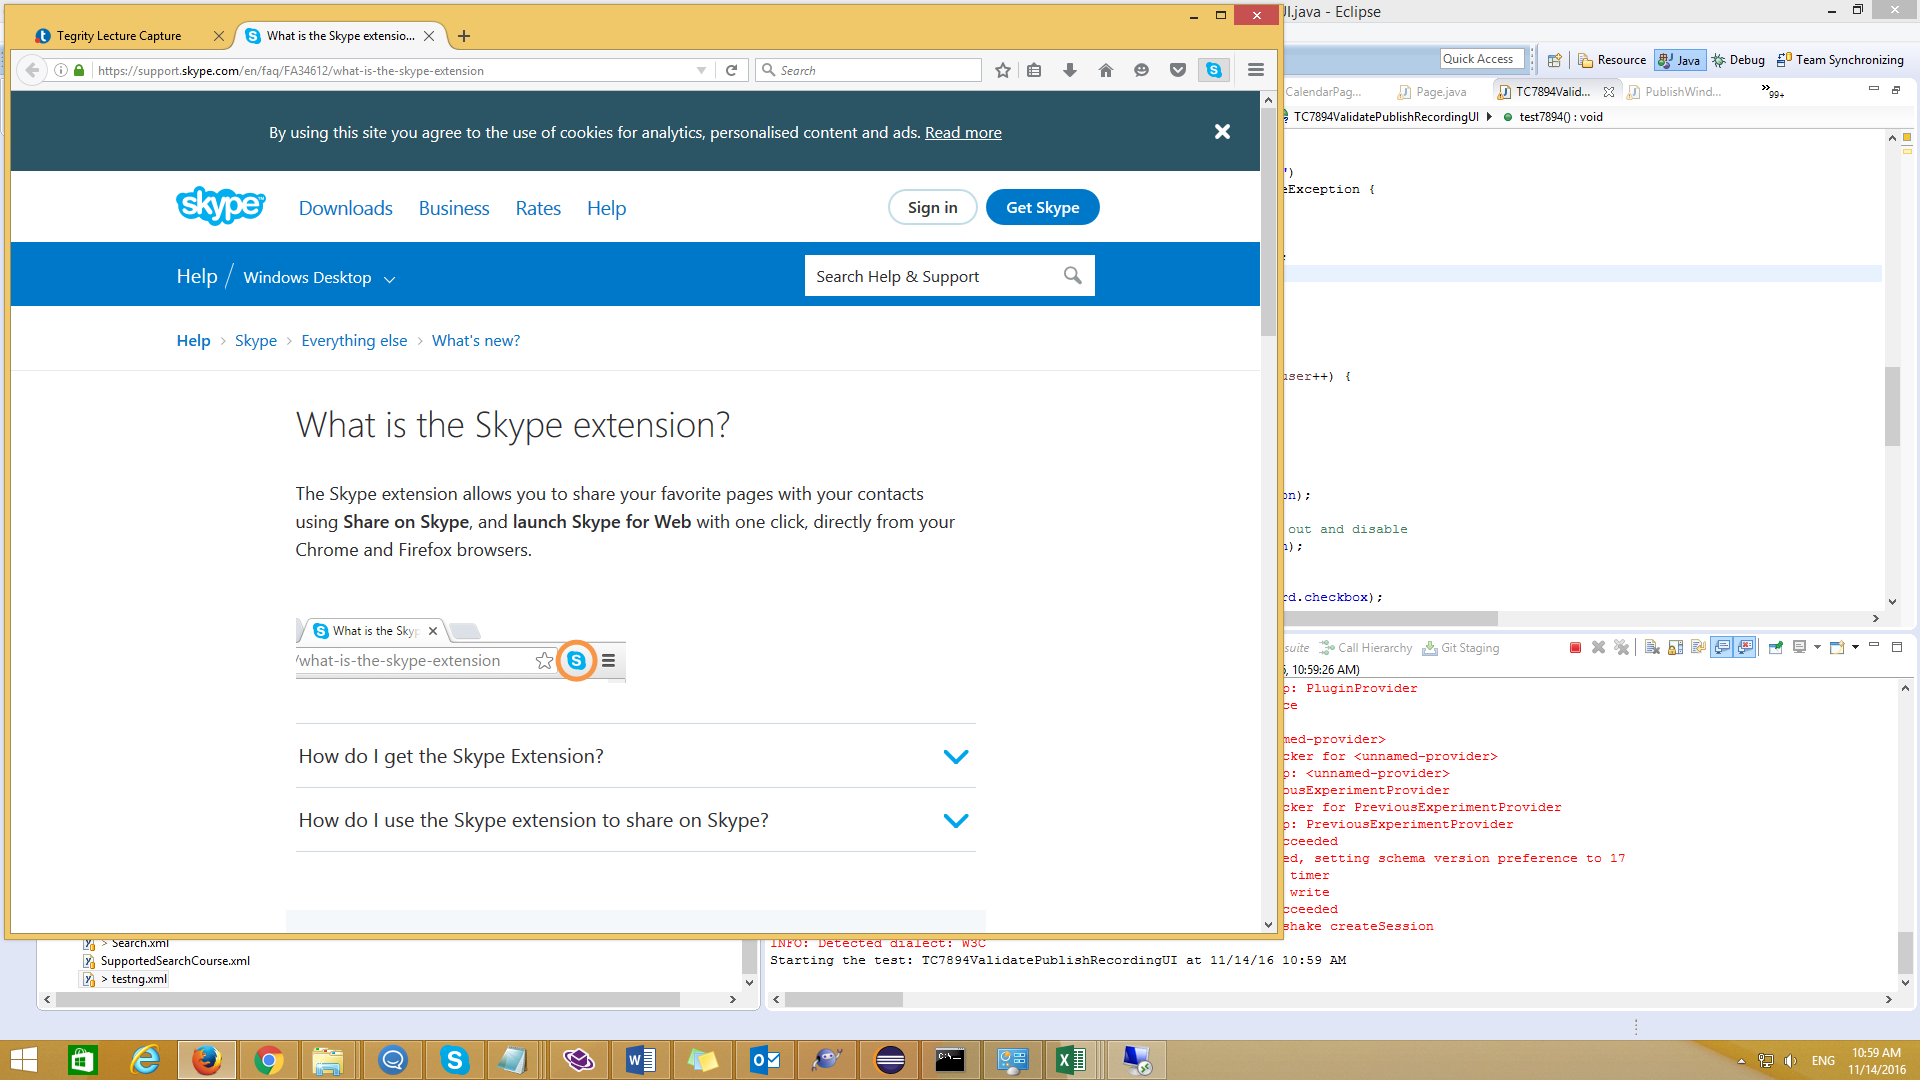 UI.java - Eclipse
Tegrity Lecture Capture
What is the Skype extensio...
https://support.skype.com/en/faq/FA34612/what-is-the-skype-extension
Search
Quick Access
Resource
Java
Debug
Team Synchronizing
CalendarPag...
Page.java
TC7894Valid...
PublishWind...
99+
TC7894ValidatePublishRecordingUI
test7894() : void
By using this site you agree to the use of cookies for analytics, personalised content and ads. Read more
skype
Downloads
Business
Rates
Help
Sign in
Get Skype
Help / Windows Desktop
Search Help & Support
Help > Skype > Everything else > What's new?
What is the Skype extension?
The Skype extension allows you to share your favorite pages with your contacts
using Share on Skype, and launch Skype for Web with one click, directly from your
Chrome and Firefox browsers.
What is the Skyp
/what-is-the-skype-extension
How do I get the Skype Extension?
How do I use the Skype extension to share on Skype?
")
eException {
;
user++) {
on);
out and disable
n);
rd.checkbox);
suite
Call Hierarchy
Git Staging
6, 10:59:26 AM)
p: PluginProvider
ce
med-provider>
cker for <unnamed-provider>
p: <unnamed-provider>
ousExperimentProvider
cker for PreviousExperimentProvider
p: PreviousExperimentProvider
cceeded
ed, setting schema version preference to 17
timer
write
cceeded
shake createSession
INFO: Detected dialect: W3C
Starting the test: TC7894ValidatePublishRecordingUI at 11/14/16 10:59 AM
> Search.xml
SupportedSearchCourse.xml
> testng.xml
ENG
10:59 AM
11/14/2016